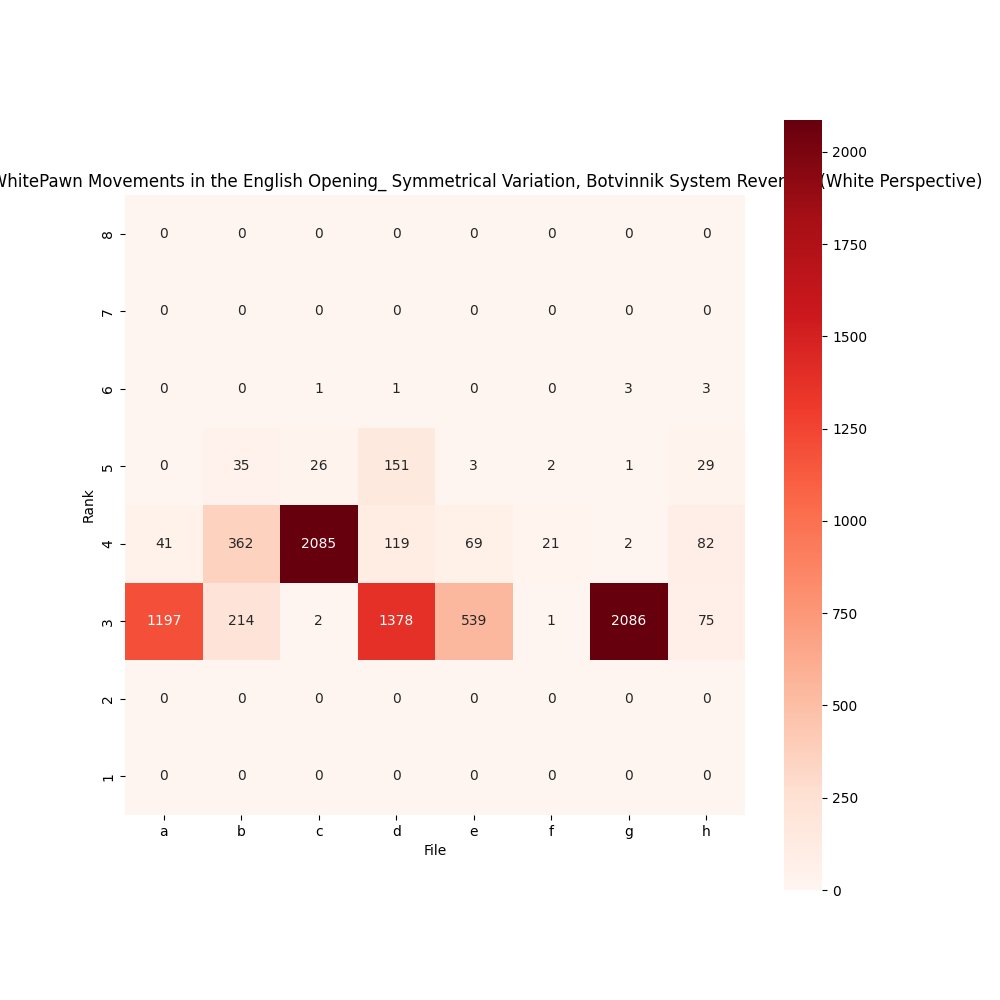 WhitePawn Movements in the English Opening_ Symmetrical Variation, Botvinnik System (White Perspective)
Rank
8 0 0 0 0 0 0 0 0
7 0 0 0 0 0 0 0 0
6 0 0 1 1 0 0 3 3
5 0 35 26 151 3 2 1 29
4 41 362 2085 119 69 21 2 82
3 1197 214 2 1378 539 1 2086 75
2 0 0 0 0 0 0 0 0
1 0 0 0 0 0 0 0 0
a b c d e f g h
File
2000
1750
1500
1250
1000
750
500
250
0